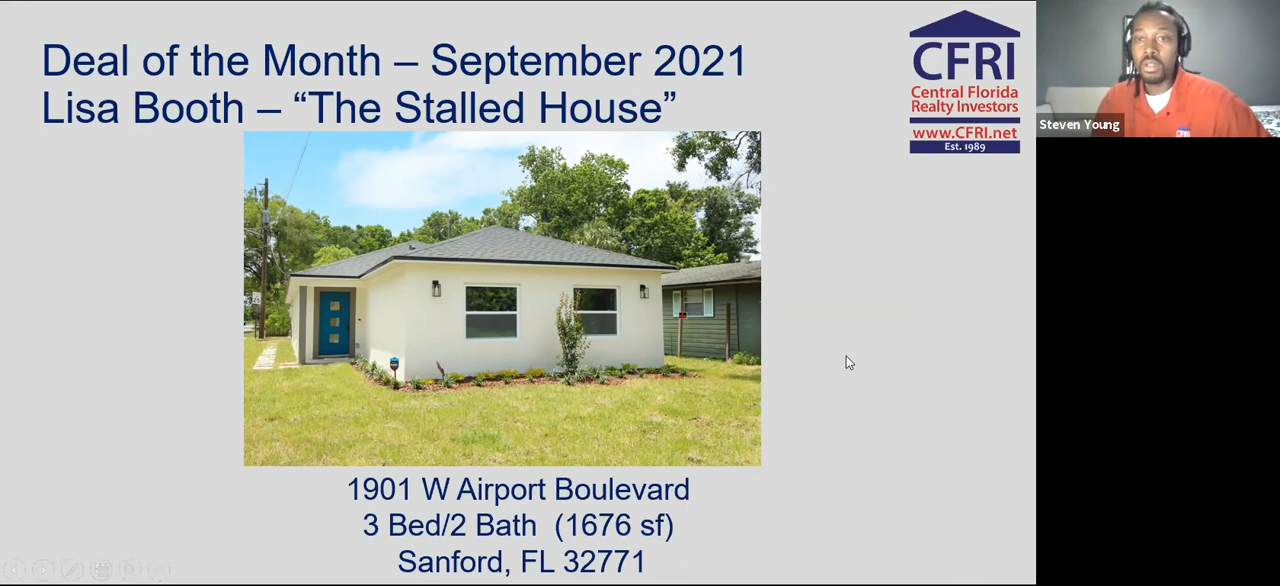 Deal of the Month – September 2021
Lisa Booth – “The Stalled House”
CFRI
Central Florida
Realty Investors
www.CFRI.net
Est. 1989
Steven Young
1901 W Airport Boulevard
3 Bed/2 Bath (1676 sf)
Sanford, FL 32771